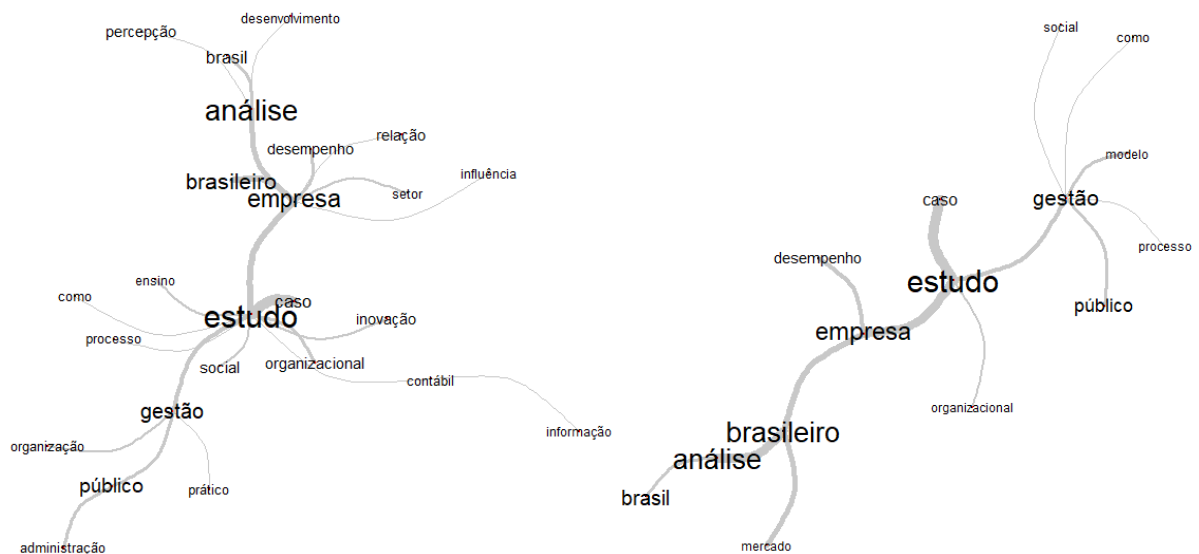 desenvolvimento
percepção
brasil
análise
relação
desempenho
influência
brasileiro
setor
empresa
ensino
como
caso
estudo
inovação
processo
social
organizacional
contábil
gestão
informação
organização
público
prático
administração
social
como
modelo
caso
gestão
processo
desempenho
estudo
público
empresa
organizacional
brasileiro
análise
brasil
mercado